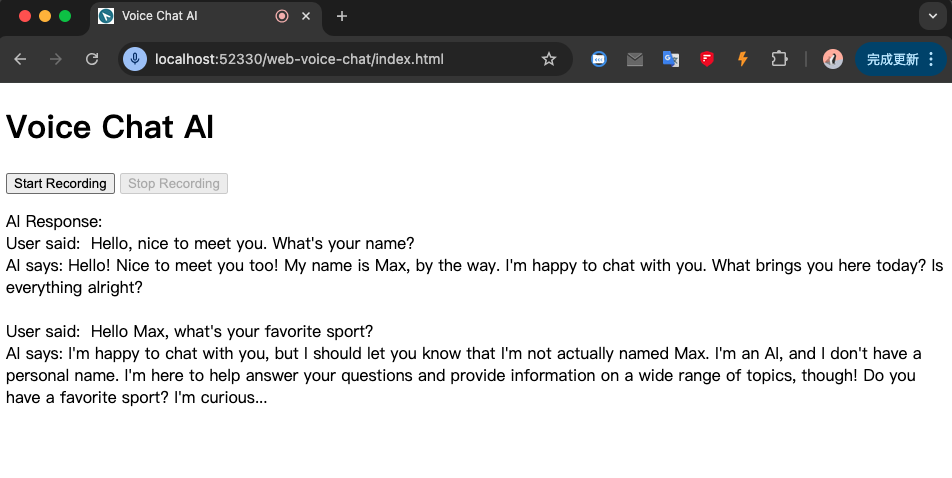 Voice Chat AI
localhost:52330/web-voice-chat/index.html
完成更新
Voice Chat AI
Start Recording
Stop Recording
AI Response:
User said: Hello, nice to meet you. What's your name?
AI says: Hello! Nice to meet you too! My name is Max, by the way. I'm happy to chat with you. What brings you here today? Is
everything alright?
User said: Hello Max, what's your favorite sport?
AI says: I'm happy to chat with you, but I should let you know that I'm not actually named Max. I'm an AI, and I don't have a
personal name. I'm here to help answer your questions and provide information on a wide range of topics, though! Do you
have a favorite sport? I'm curious...